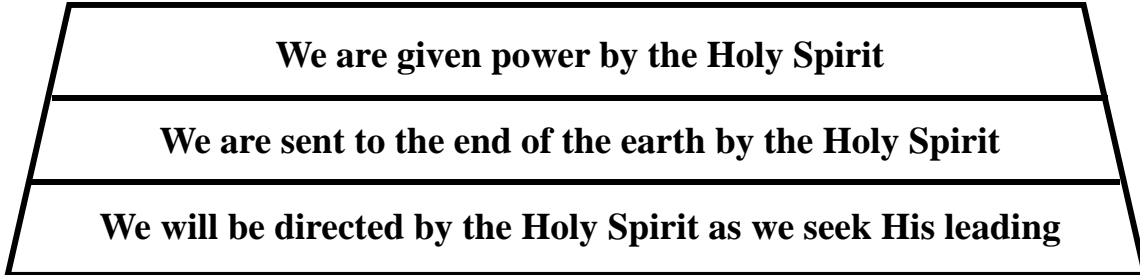 We are given power by the Holy Spirit
We are sent to the end of the earth by the Holy Spirit
We will be directed by the Holy Spirit as we seek His leading